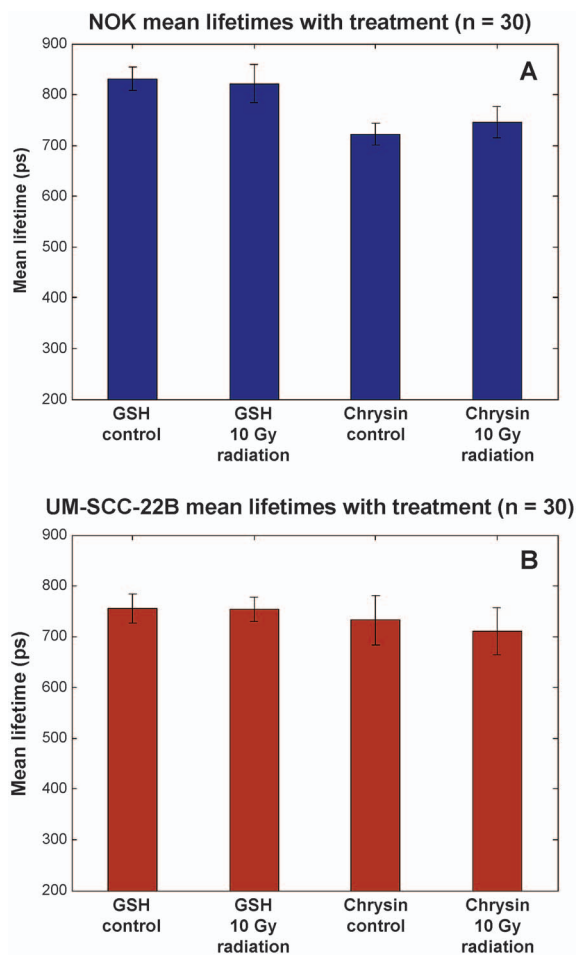 NOK mean lifetimes with treatment (n = 30)
A
Mean lifetime (ps)
900
800
700
600
500
400
300
200
GSH control
GSH 10 Gy radiation
Chrysin control
Chrysin 10 Gy radiation
UM-SCC-22B mean lifetimes with treatment (n = 30)
B
Mean lifetime (ps)
900
800
700
600
500
400
300
200
GSH control
GSH 10 Gy radiation
Chrysin control
Chrysin 10 Gy radiation